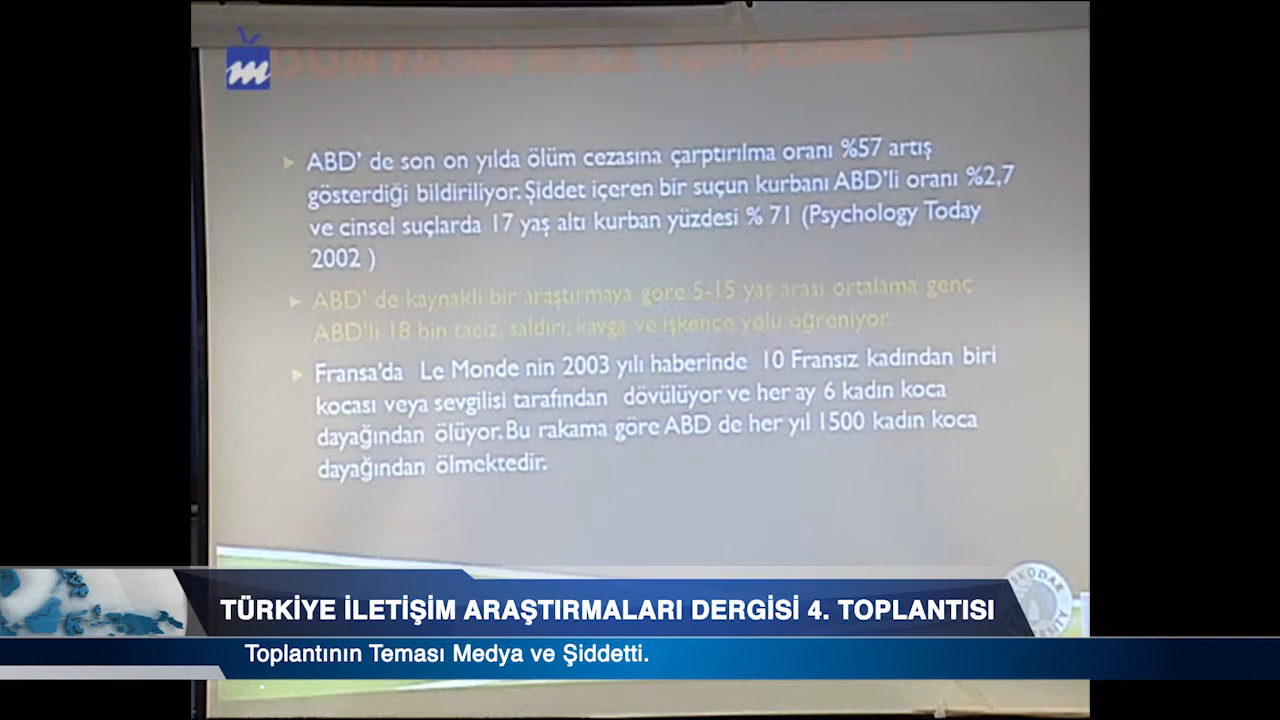 m
ABD' de son on yılda ölüm cezasına çarptırılma oranı %57 artış
gösterdiği bildiriliyor. Şiddet içeren bir suçun kurbanı ABD'li oranı %2,7
ve cinsel suçlarda 17 yaş altı kurban yüzdesi % 71 (Psychology Today
2002 )
ABD' de kaynaklı bir araştırmaya göre 5-15 yaş arası ortalama genç
ABD'li 18 bin taciz, saldırı, kavga ve işkence yolu öğreniyor.
Fransa'da Le Monde nin 2003 yılı haberinde 10 Fransız kadından biri
kocası veya sevgilisi tarafından dövülüyor ve her ay 6 kadın koca
dayağından ölüyor. Bu rakama göre ABD de her yıl 1500 kadın koca
dayağından ölmektedir.
TÜRKİYE İLETİŞİM ARAŞTIRMALARI DERGİSİ 4. TOPLANTISI
Toplantının Teması Medya ve Şiddetti.